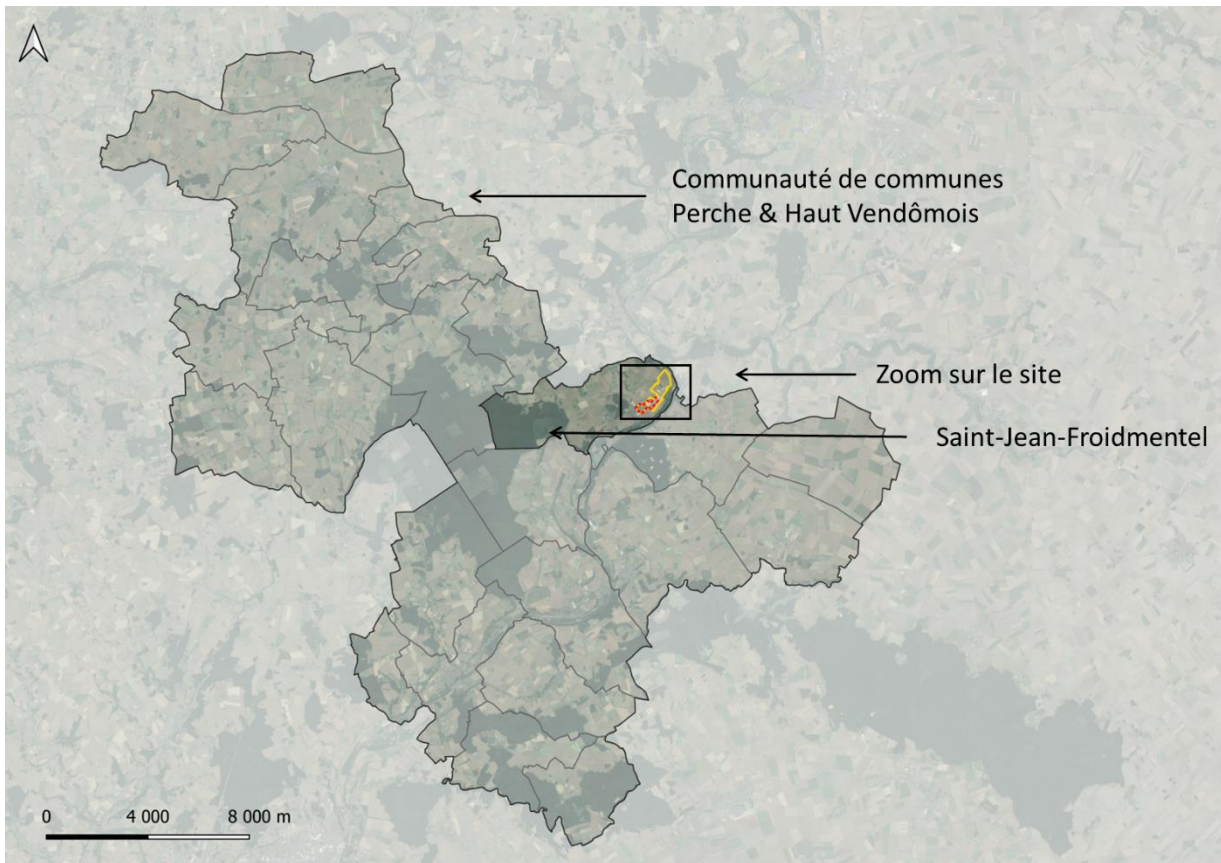 Communauté de communes
Perche & Haut Vendômois
Zoom sur le site
Saint-Jean-Froidmentel
0 4 000 8 000 m